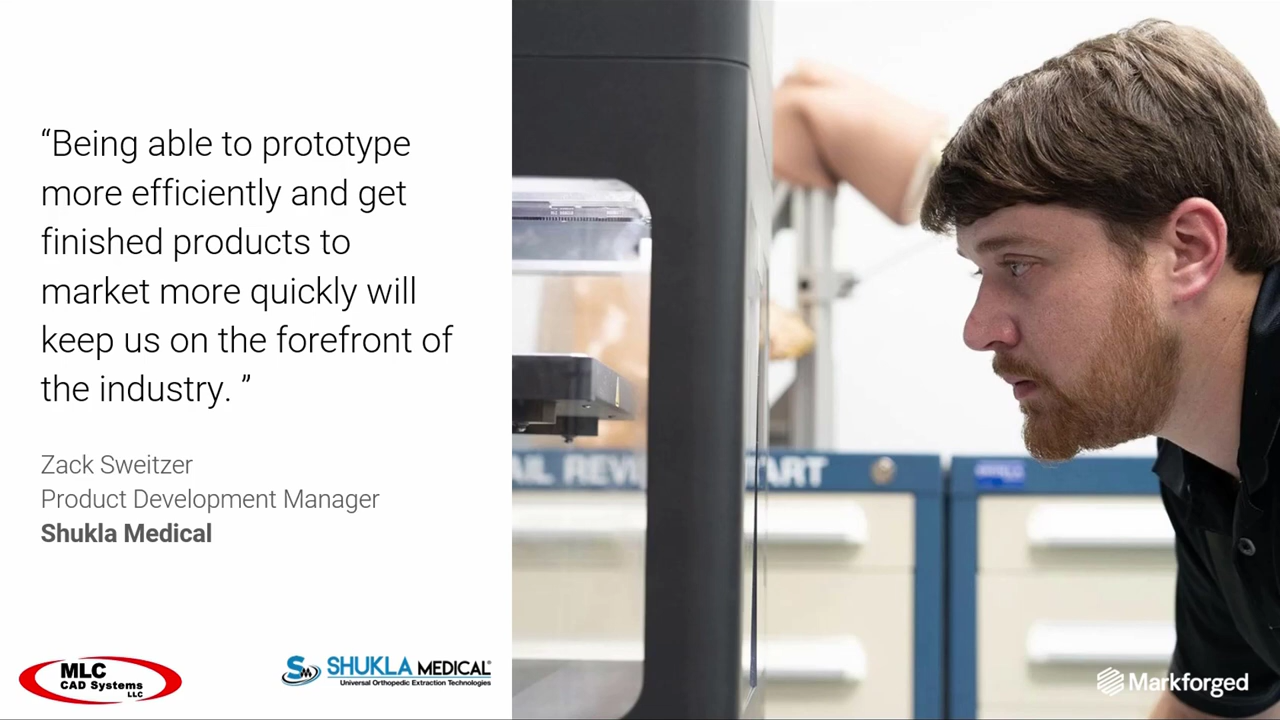 “Being able to prototype
more efficiently and get
finished products to
market more quickly will
keep us on the forefront of
the industry. ”
Zack Sweitzer
Product Development Manager
Shukla Medical
MLC
CAD Systems
LLC
SHUKLA MEDICAL®
Universal Orthopedic Extraction Technologies
Markforged